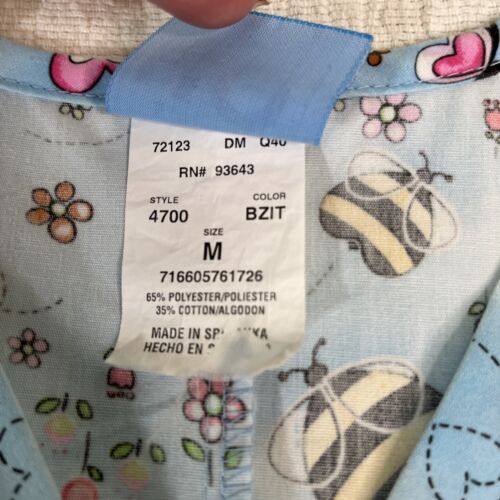 72123 DM Q40
RN# 93643
STYLE COLOR
4700 BZIT
SIZE
M
716605761726
65% POLYESTER/POLIESTER
35% COTTON/ALGODON
MADE IN
HECHO EN